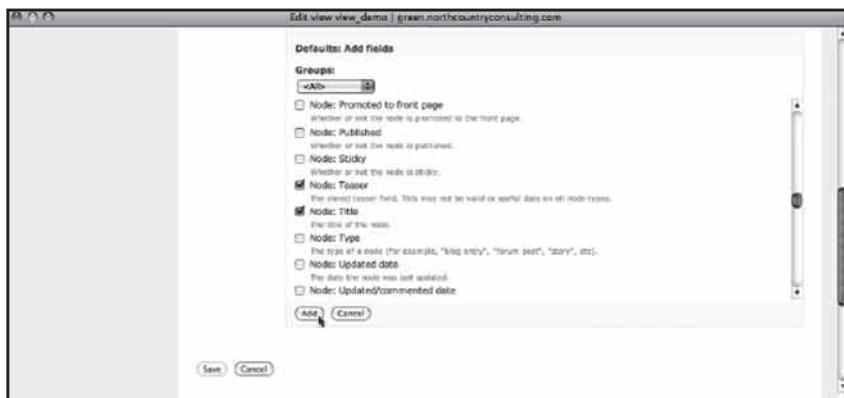 Edit view view_demo | green.northcountryconsulting.com
Defaults: Add fields
Groups:
<All>
Node: Promoted to front page
Whether or not the node is promoted to the front page.
Node: Published
Whether or not the node is published.
Node: Sticky
Whether or not the node is sticky.
Node: Teaser
The stored teaser field. This may not be valid or useful data on all node types.
Node: Title
The title of the node.
Node: Type
The type of a node (for example, "blog entry", "forum post", "story", etc).
Node: Updated date
The date the node was last updated.
Node: Updated/commented date
Add Cancel
Save Cancel